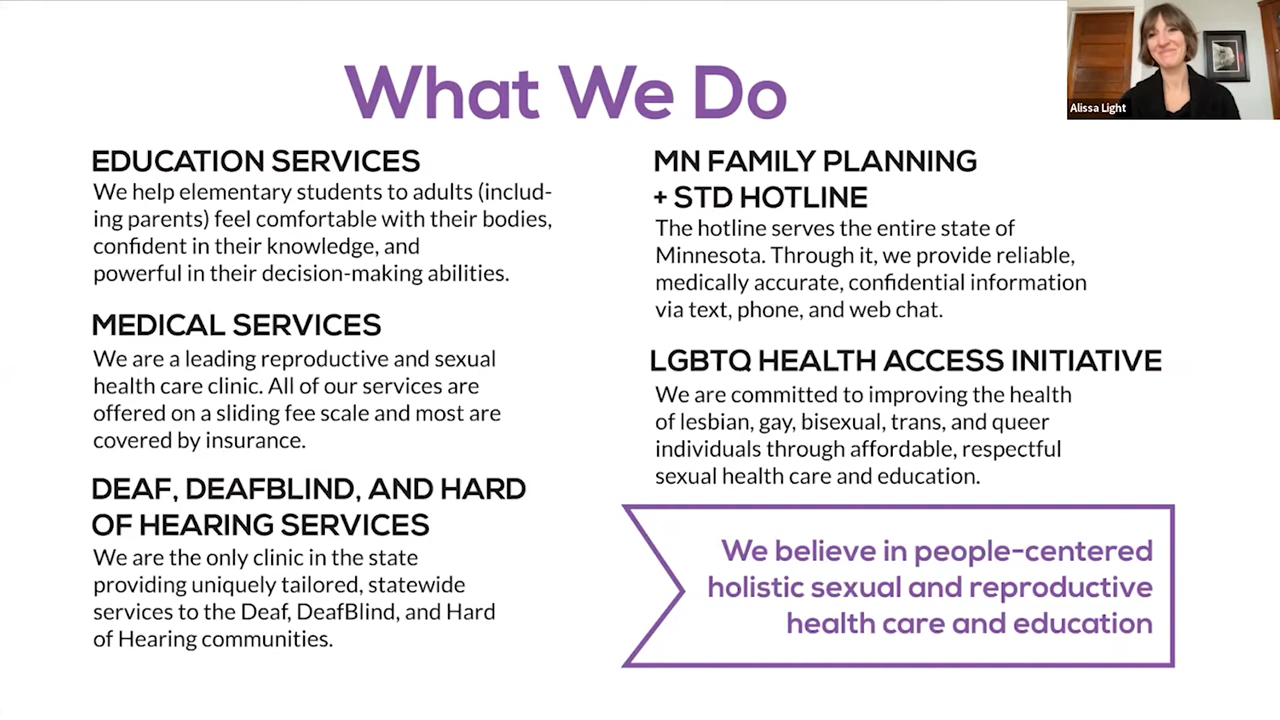 What We Do
Alissa Light
EDUCATION SERVICES
We help elementary students to adults (includ-
ing parents) feel comfortable with their bodies,
confident in their knowledge, and
powerful in their decision-making abilities.
MEDICAL SERVICES
We are a leading reproductive and sexual
health care clinic. All of our services are
offered on a sliding fee scale and most are
covered by insurance.
DEAF, DEAFBLIND, AND HARD
OF HEARING SERVICES
We are the only clinic in the state
providing uniquely tailored, statewide
services to the Deaf, DeafBlind, and Hard
of Hearing communities.
MN FAMILY PLANNING
+ STD HOTLINE
The hotline serves the entire state of
Minnesota. Through it, we provide reliable,
medically accurate, confidential information
via text, phone, and web chat.
LGBTQ HEALTH ACCESS INITIATIVE
We are committed to improving the health
of lesbian, gay, bisexual, trans, and queer
individuals through affordable, respectful
sexual health care and education.
We believe in people-centered
holistic sexual and reproductive
health care and education